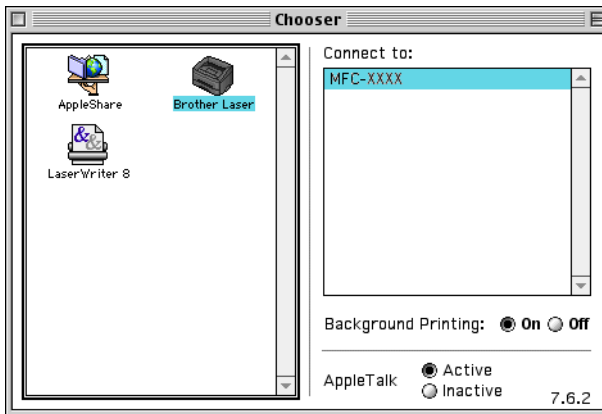 Chooser
AppleShare
Brother Laser
&&
LaserWriter 8
Connect to:
MFC-XXXX
Background Printing: On Off
AppleTalk Active
Inactive
7.6.2